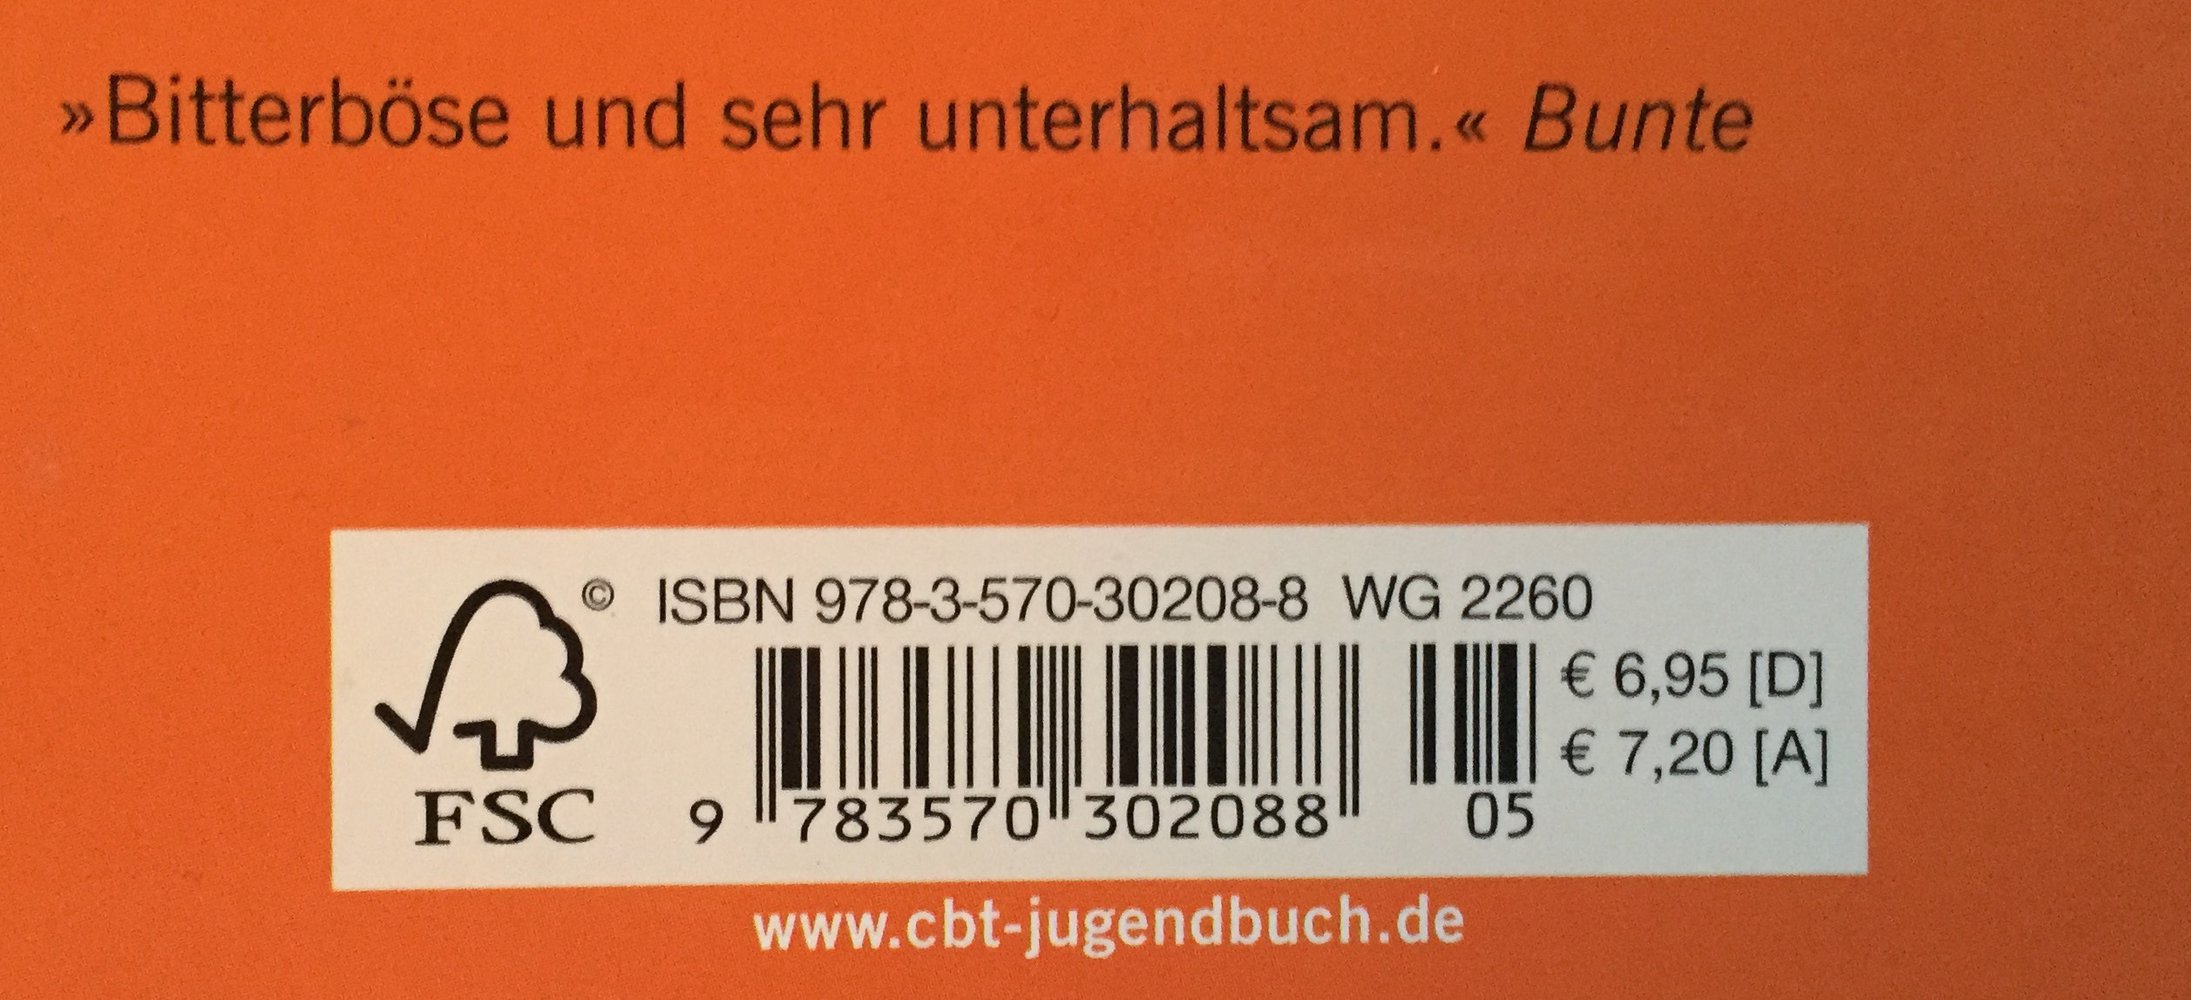 »Bitterböse und sehr unterhaltsam.« Bunte
© ISBN 978-3-570-30208-8 WG 2260
€ 6,95 [D]
€ 7,20 [A]
FSC 9 783570 302088 05
www.cbt-jugendbuch.de